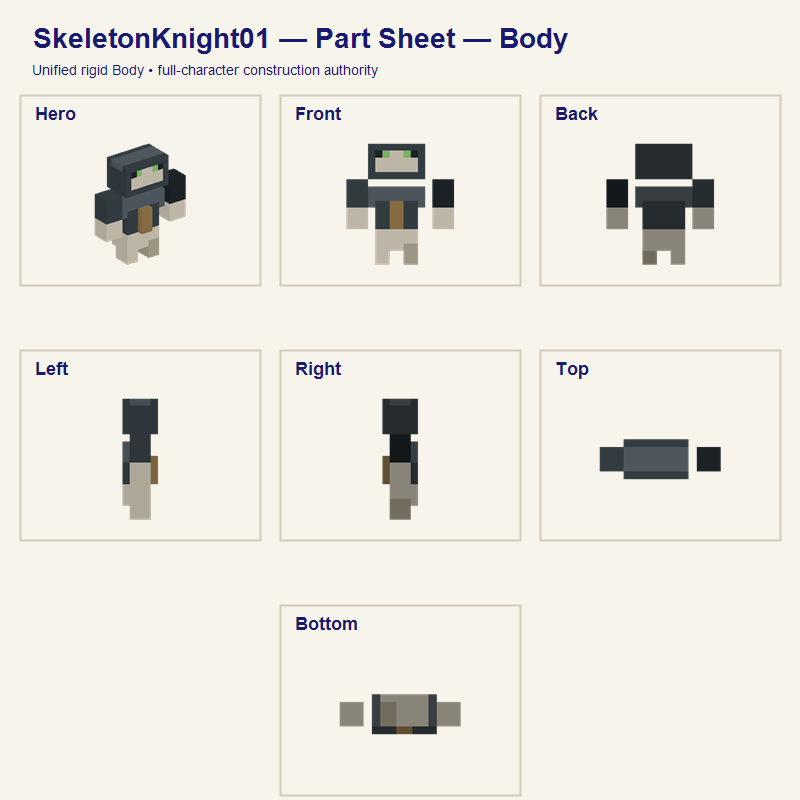 SkeletonKnight01 — Part Sheet — Body
Unified rigid Body • full-character construction authority
Hero
Front
Back
Left
Right
Top
Bottom